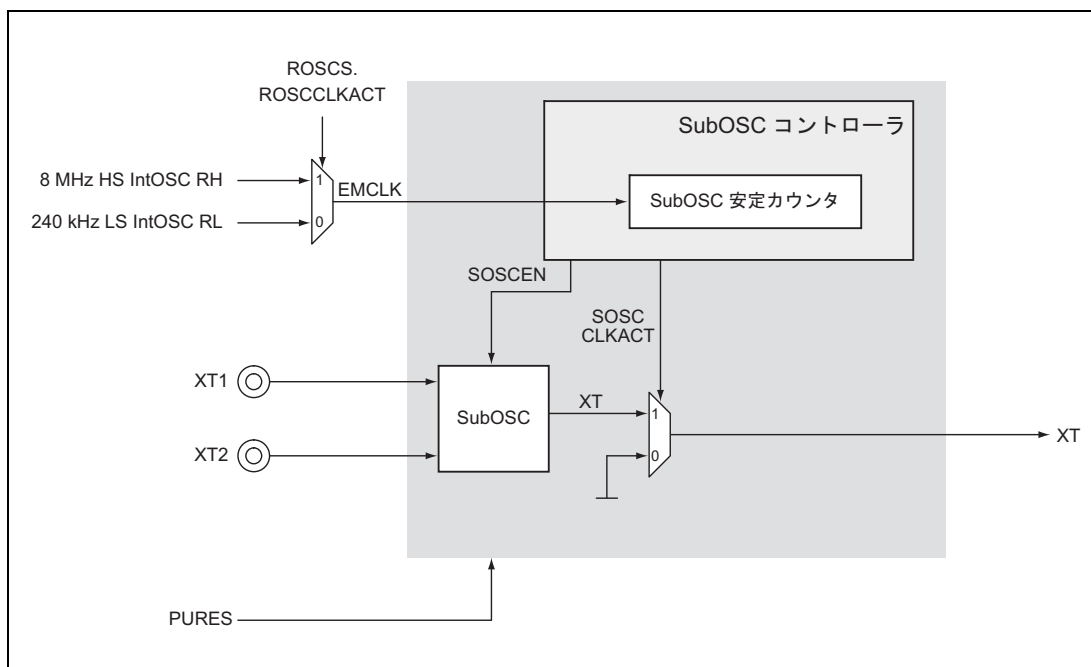 ROSCS.
ROSCCLKACT
SubOSC コントローラ
8 MHz HS IntOSC RH
1
EMCLK
SubOSC 安定カウンタ
240 kHz LS IntOSC RL
0
SOSCEN
SOSC
CLKACT
XT1
XT
1
SubOSC
XT
XT2
0
PURES